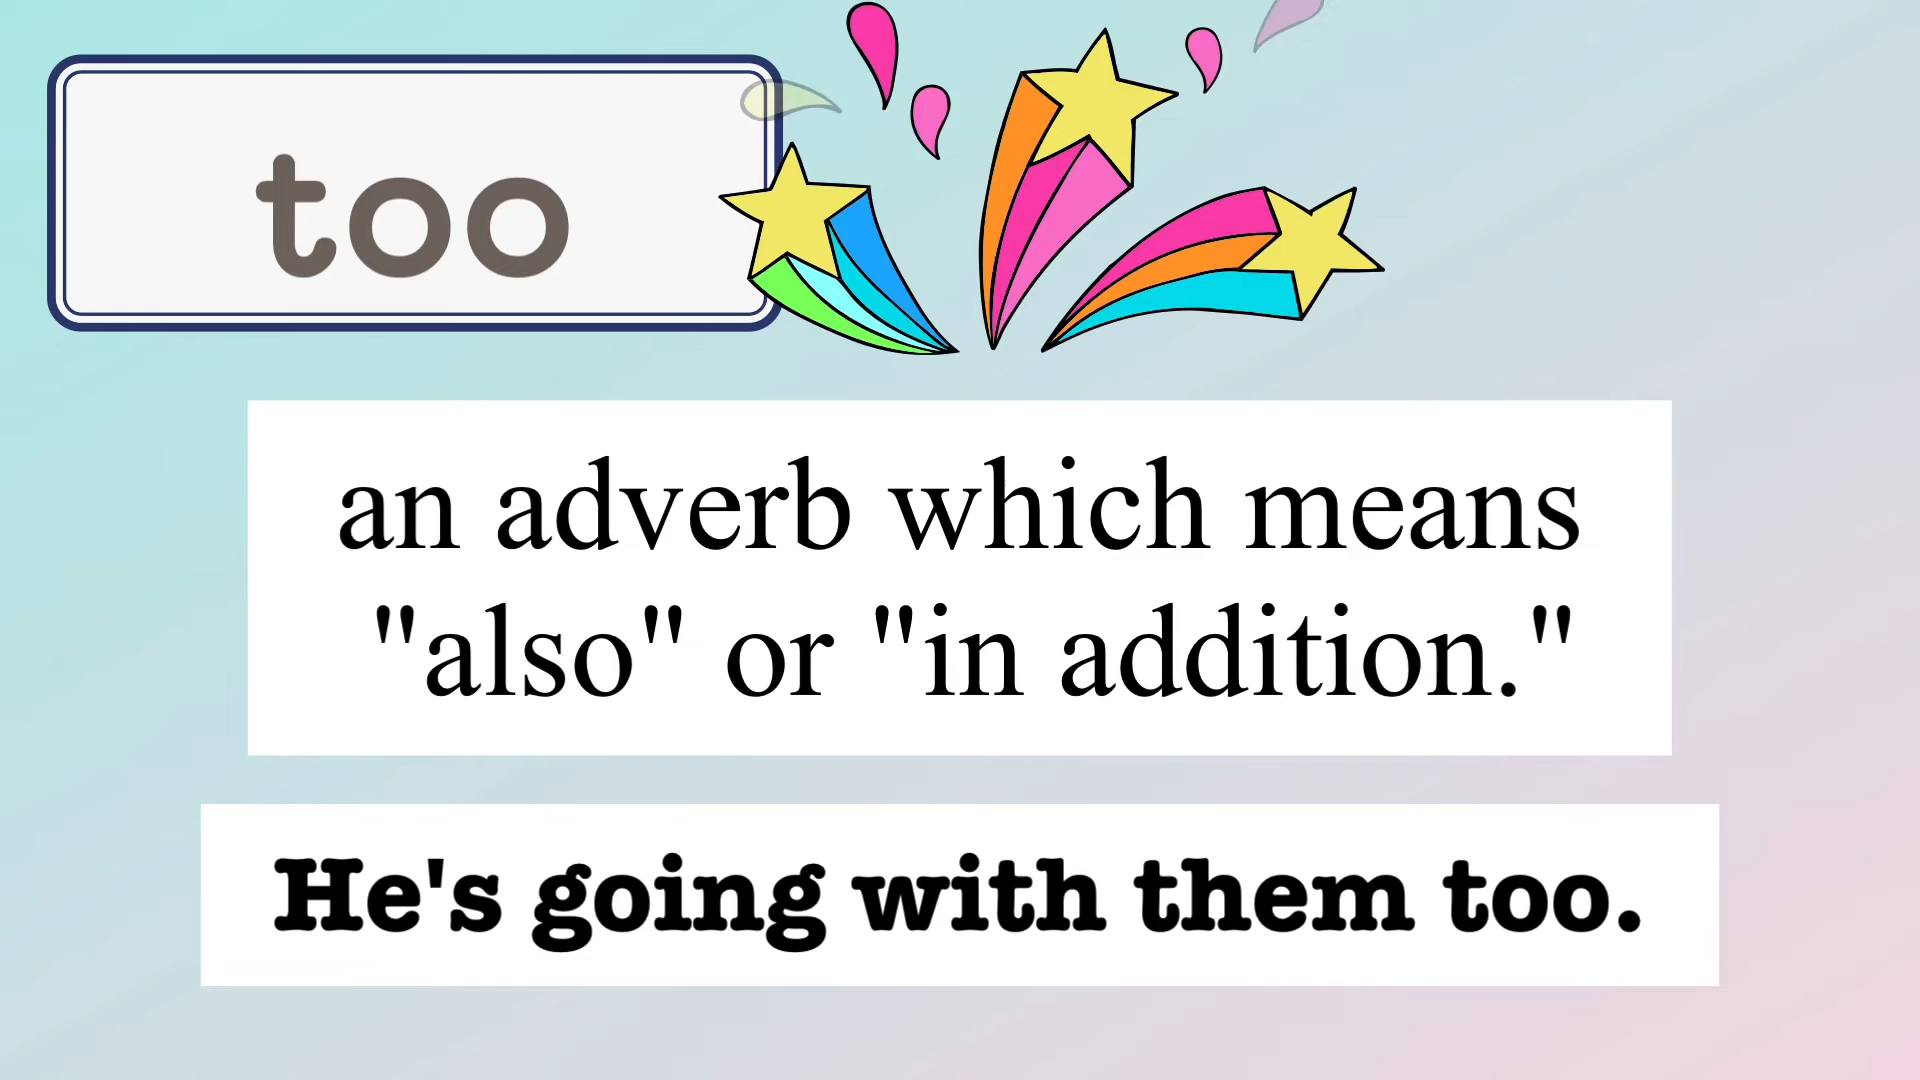 too
an adverb which means
"also" or "in addition."
He's going with them too.